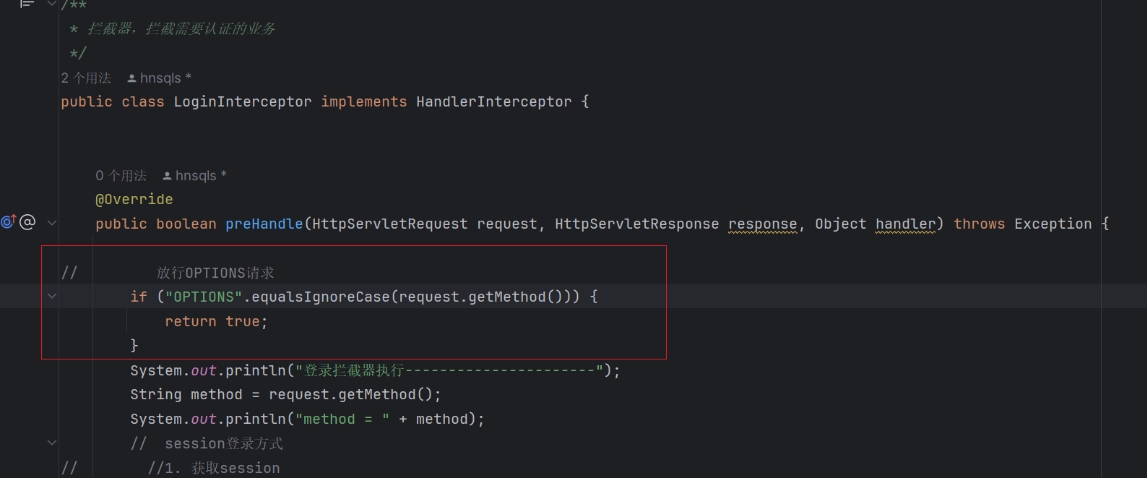 /**
* 拦截器，拦截需要认证的业务
*/
2 个用法 hnsqls *
public class LoginInterceptor implements HandlerInterceptor {
0 个用法 hnsqls *
@Override
public boolean preHandle(HttpServletRequest request, HttpServletResponse response, Object handler) throws Exception {
// 放行OPTIONS请求
if ("OPTIONS".equalsIgnoreCase(request.getMethod())) {
return true;
}
System.out.println("登录拦截器执行----------------------");
String method = request.getMethod();
System.out.println("method = " + method);
// session登录方式
// //1. 获取session